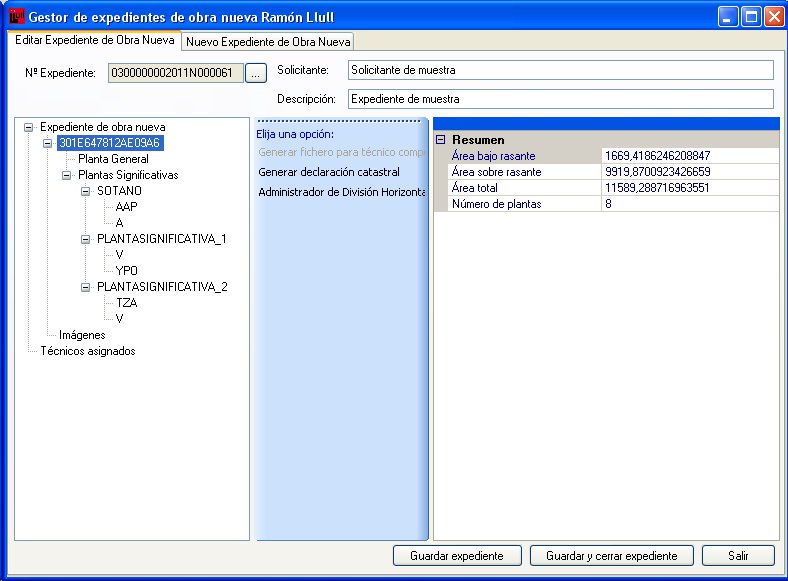 Gestor de expedientes de obra nueva Ramón Llull
Editar Expediente de Obra Nueva
Nuevo Expediente de Obra Nueva
Nº Expediente:
0300000002011N000061
...
Solicitante:
Solicitante de muestra
Descripción:
Expediente de muestra
Expediente de obra nueva
301E647812AE09A6
Planta General
Plantas Significativas
SOTANO
AAP
A
PLANTASIGNIFICATIVA_1
V
YPO
PLANTASIGNIFICATIVA_2
TZA
V
Imágenes
Técnicos asignados
Elija una opción:
Generar fichero para técnico comp
Generar declaración catastral
Administrador de División Horizonta
Resumen
Área bajo rasante 1669,4186246208847
Área sobre rasante 9919,8700923426659
Área total 11589,288716963551
Número de plantas 8
Guardar expediente
Guardar y cerrar expediente
Salir